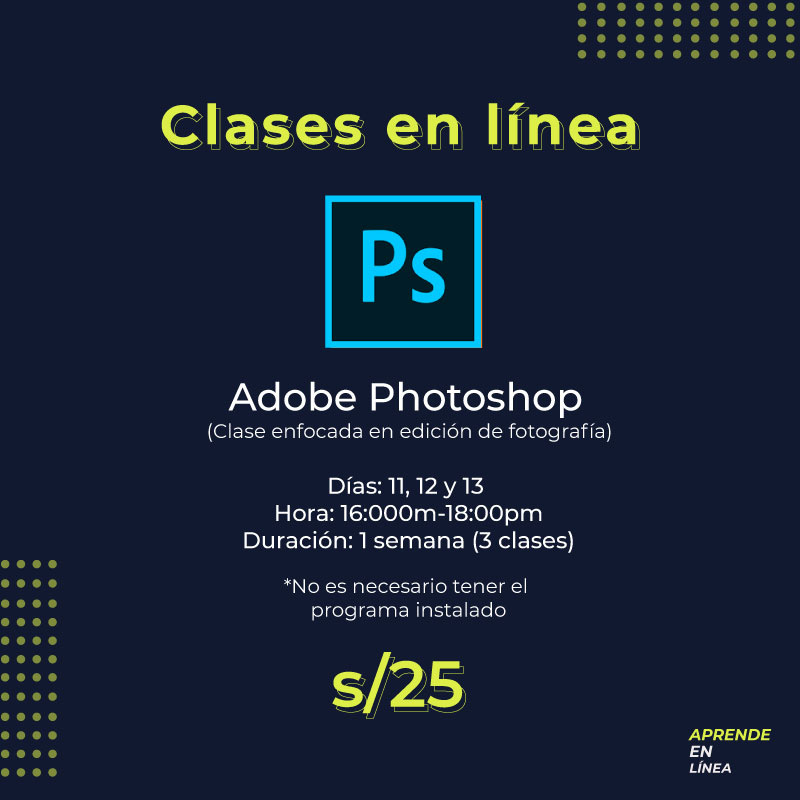 Clases en línea
Ps
Adobe Photoshop
(Clase enfocada en edición de fotografía)
Días: 11, 12 y 13
Hora: 16:000m-18:00pm
Duración: 1 semana (3 clases)
*No es necesario tener el
programa instalado
s/25
APRENDE
EN
LÍNEA